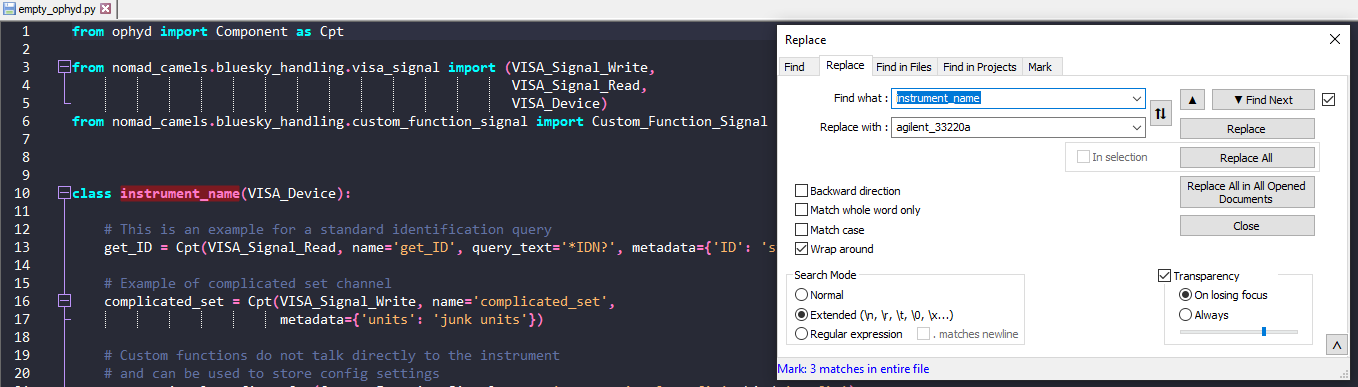 empty_ophyd.py
1 from ophyd import Component as Cpt
2
3 from nomad_camels.bluesky_handling.visa_signal import (VISA_Signal_Write,
4 VISA_Signal_Read,
5 VISA_Device)
6 from nomad_camels.bluesky_handling.custom_function_signal import Custom_Function_Signal
7
8
9
10 class instrument_name(VISA_Device):
11
12 # This is an example for a standard identification query
13 get_ID = Cpt(VISA_Signal_Read, name='get_ID', query_text='*IDN?', metadata={'ID': 's
14
15 # Example of complicated set channel
16 complicated_set = Cpt(VISA_Signal_Write, name='complicated_set',
17 metadata={'units': 'junk units'})
18
19 # Custom functions do not talk directly to the instrument
20 # and can be used to store config settings
Replace
Find Replace Find in Files Find in Projects Mark
Find what : instrument_name
▲ ▼ Find Next
Replace with : agilent_33220a
Replace
In selection
Replace All
Replace All in All Opened Documents
Close
Backward direction
Match whole word only
Match case
Wrap around
Search Mode
Normal
Extended (\n, \r, \t, \0, \x...)
Regular expression . matches newline
Transparency
On losing focus
Always
Mark: 3 matches in entire file